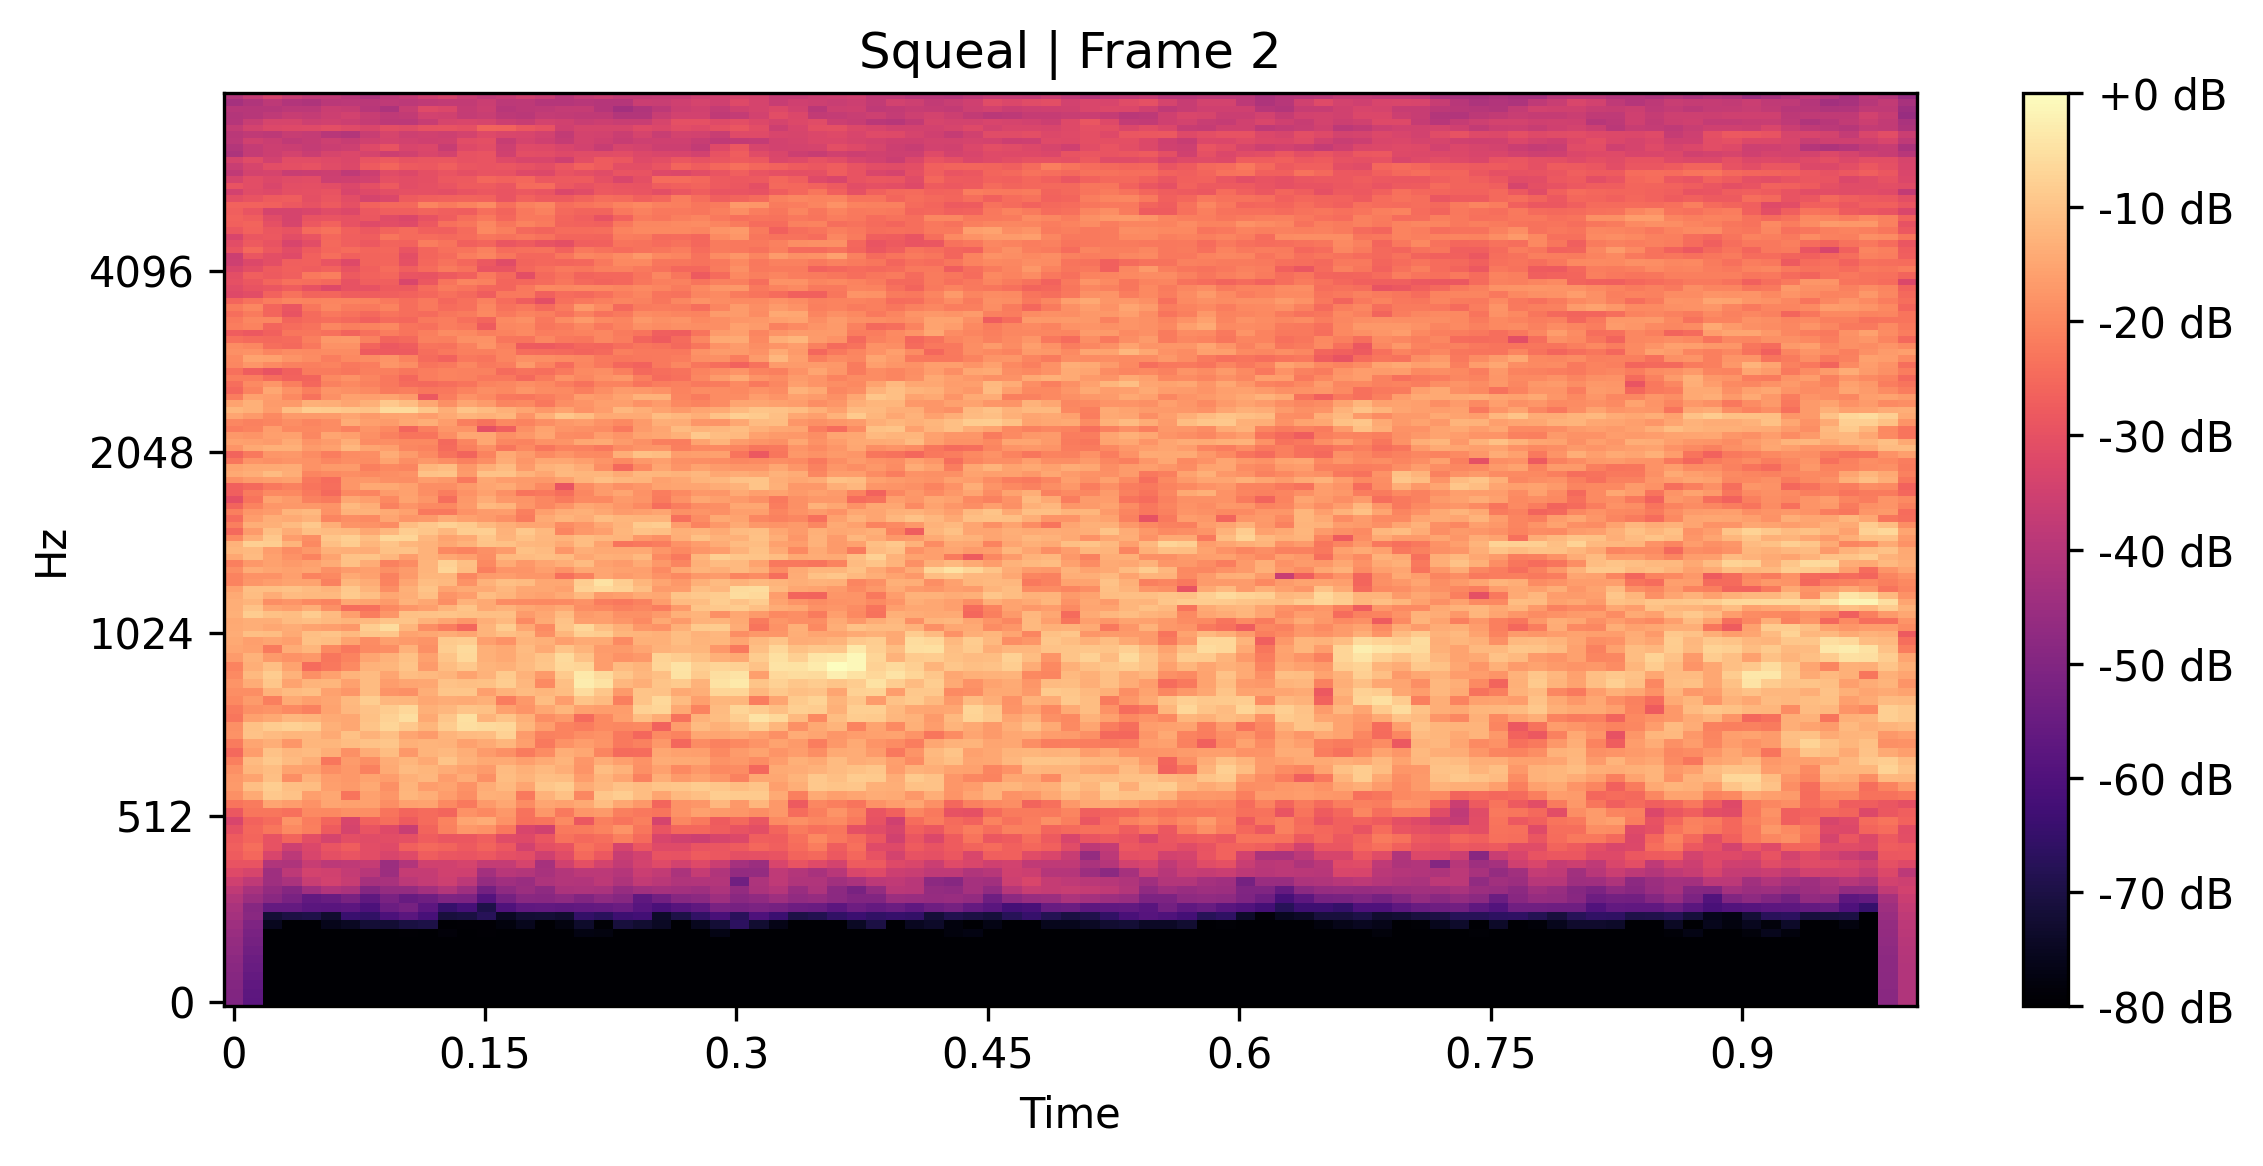 Squeal | Frame 2
Hz
4096
2048
1024
512
0
0 0.15 0.3 0.45 0.6 0.75 0.9
Time
+0 dB
-10 dB
-20 dB
-30 dB
-40 dB
-50 dB
-60 dB
-70 dB
-80 dB